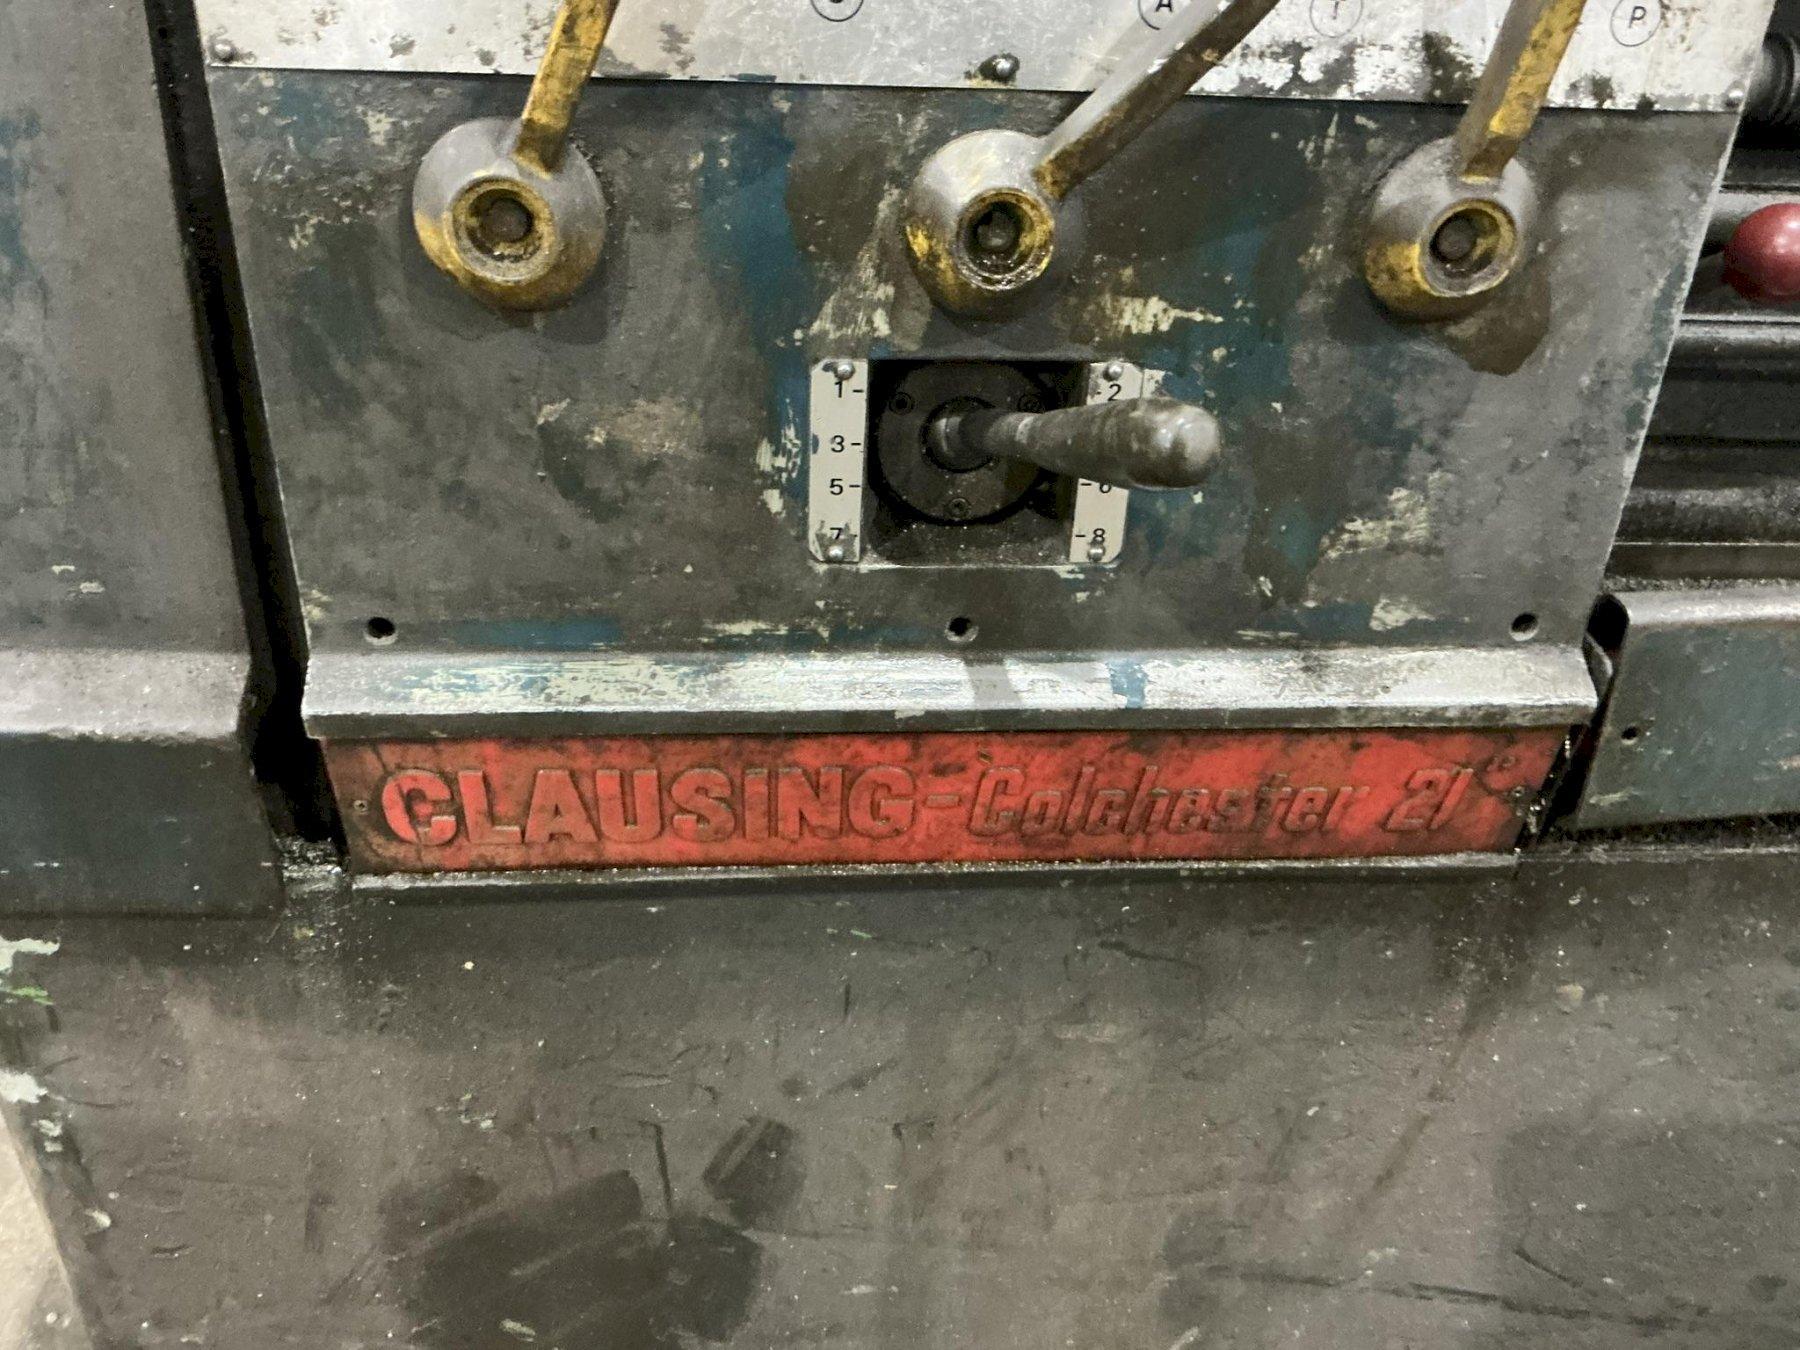 A T P
1- -2
3-
5- -6
7- -8
CLAUSING-Colchester 21"